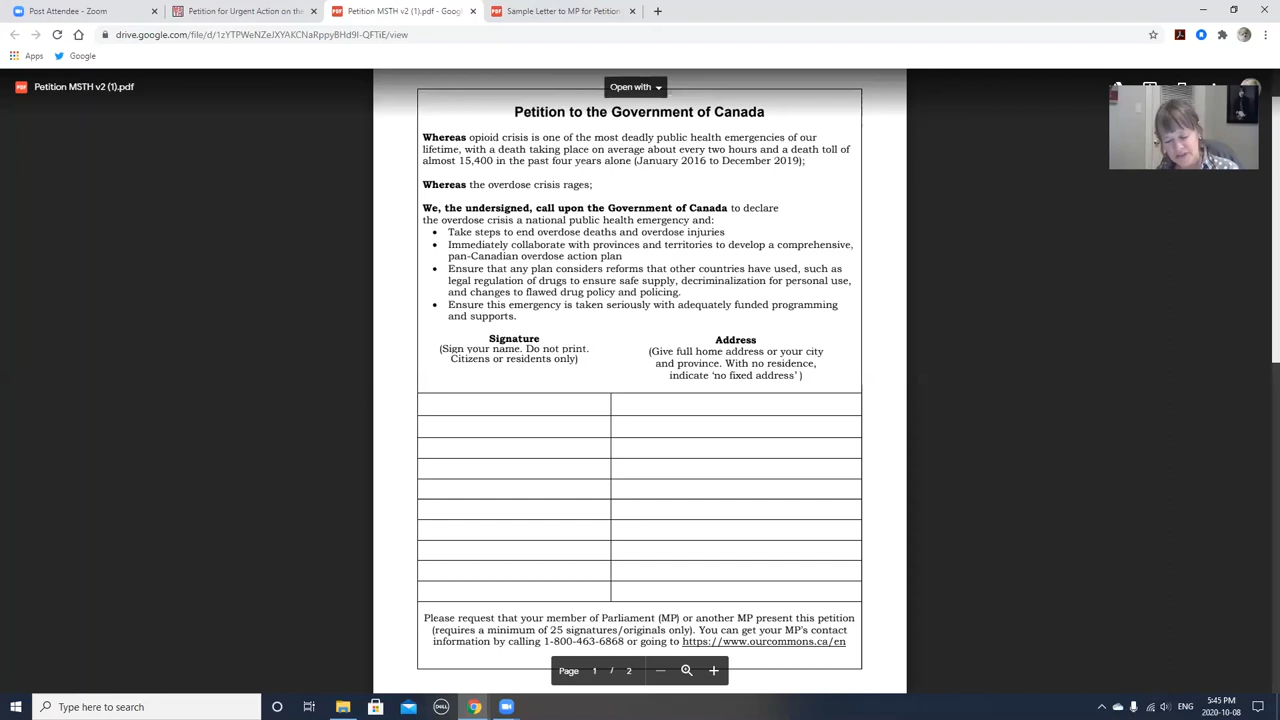 Post Attendee - Zoom
Petition for Urgent Action on the
Petition MSTH v2 (1).pdf - Goog
Sample Letter to MP for Petition
drive.google.com/file/d/1zYTPWeNZeJXYAKCNaRppyBHd9I-QFTiE/view
Apps
Google
Petition MSTH v2 (1).pdf
Open with
Petition to the Government of Canada
Whereas opioid crisis is one of the most deadly public health emergencies of our
lifetime, with a death taking place on average about every two hours and a death toll of
almost 15,400 in the past four years alone (January 2016 to December 2019);
Whereas the overdose crisis rages;
We, the undersigned, call upon the Government of Canada to declare
the overdose crisis a national public health emergency and:
• Take steps to end overdose deaths and overdose injuries
• Immediately collaborate with provinces and territories to develop a comprehensive,
pan-Canadian overdose action plan
• Ensure that any plan considers reforms that other countries have used, such as
legal regulation of drugs to ensure safe supply, decriminalization for personal use,
and changes to flawed drug policy and policing.
• Ensure this emergency is taken seriously with adequately funded programming
and supports.
Signature
(Sign your name. Do not print.
Citizens or residents only)
Address
(Give full home address or your city
and province. With no residence,
indicate 'no fixed address' )
Please request that your member of Parliament (MP) or another MP present this petition
(requires a minimum of 25 signatures/originals only). You can get your MP's contact
information by calling 1-800-463-6868 or going to https://www.ourcommons.ca/en
Page 1 / 2
Type here to search
DELL
ENG
5:45 PM
2020-10-08